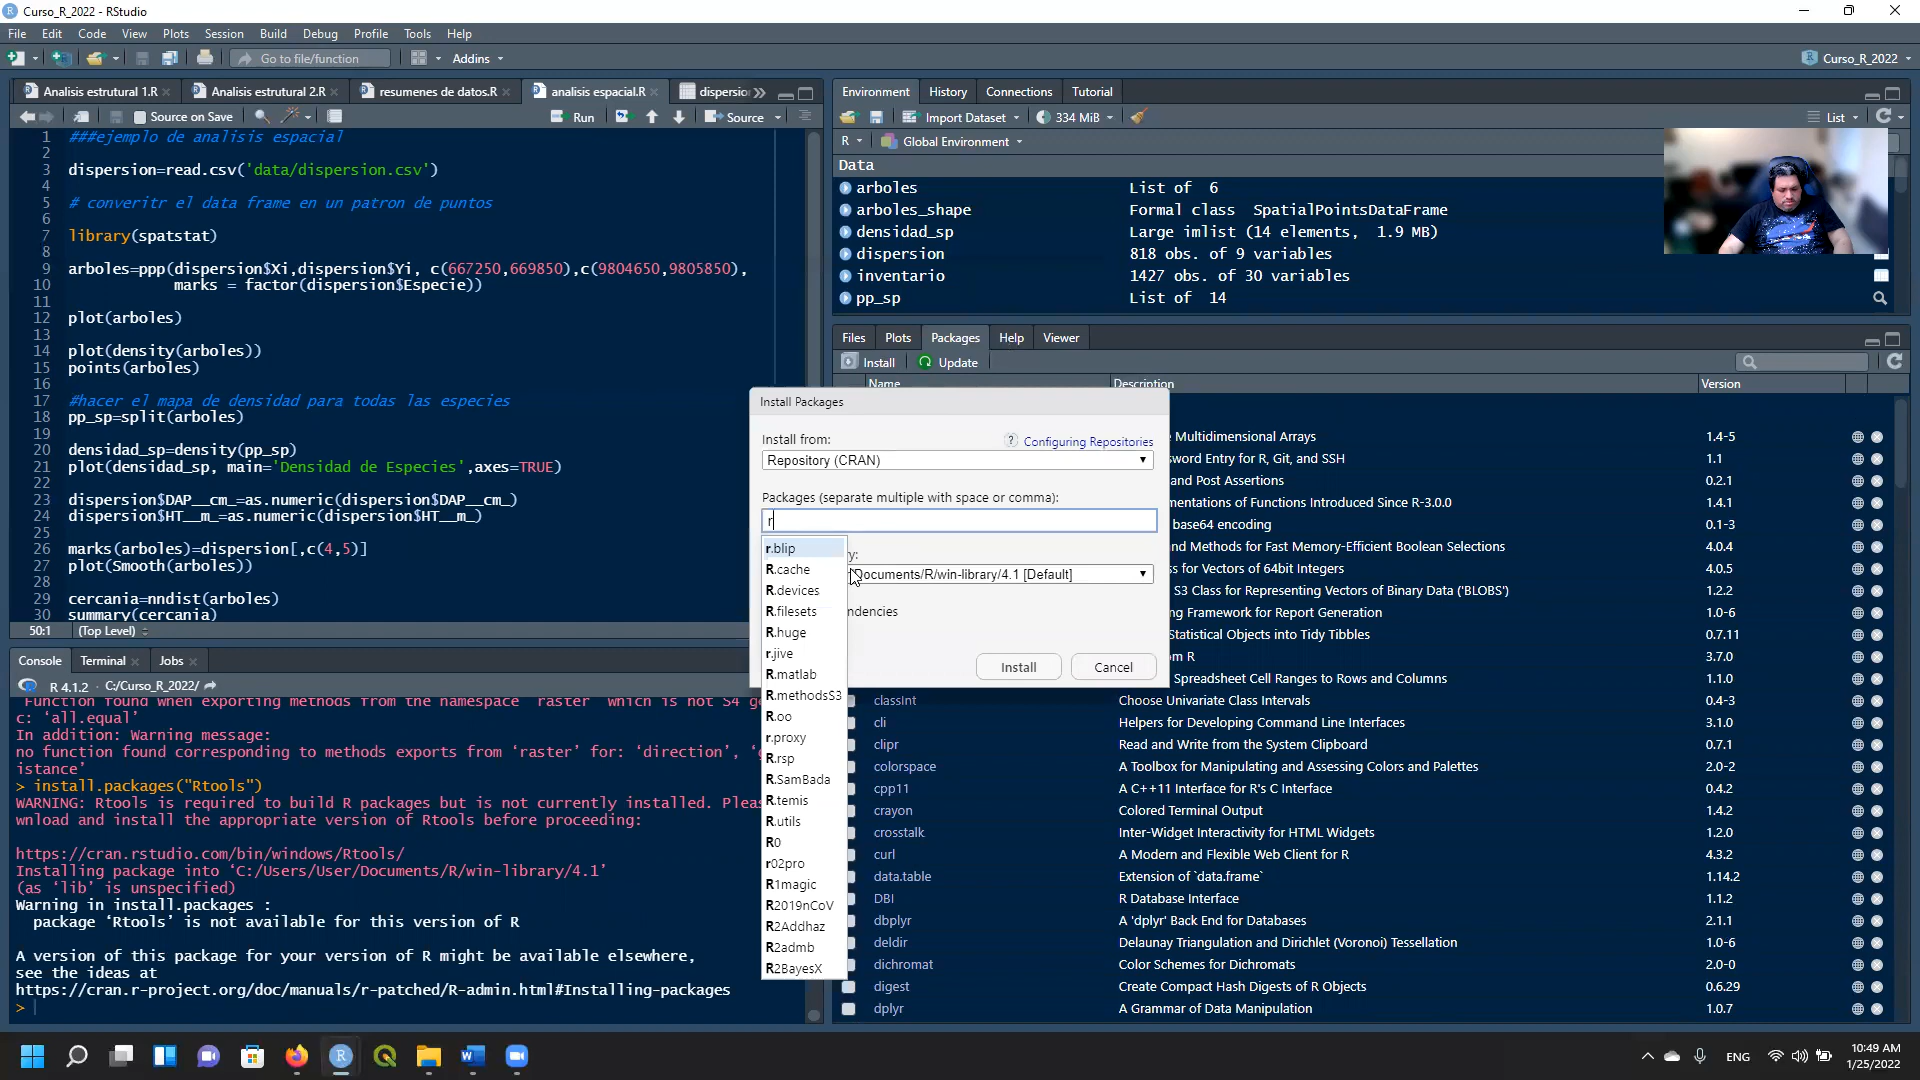 Curso_R_2022 - RStudio
File Edit Code View Plots Session Build Debug Profile Tools Help
Go to file/function Addins Curso_R_2022
Analisis estrutural 1.R Analisis estrutural 2.R resumenes de datos.R analisis espacial.R dispersion
Source on Save Run Source
1 ###ejemplo de analisis espacial
2
3 dispersion=read.csv('data/dispersion.csv')
4
5 # converitr el data frame en un patron de puntos
6
7 library(spatstat)
8
9 arboles=ppp(dispersion$Xi,dispersion$Yi, c(667250,669850),c(9804650,9805850),
10 marks = factor(dispersion$Especie))
11
12 plot(arboles)
13
14 plot(density(arboles))
15 points(arboles)
16
17 #hacer el mapa de densidad para todas las especies
18 pp_sp=split(arboles)
19
20 densidad_sp=density(pp_sp)
21 plot(densidad_sp, main='Densidad de Especies',axes=TRUE)
22
23 dispersion$DAP__cm_=as.numeric(dispersion$DAP__cm_)
24 dispersion$HT__m_=as.numeric(dispersion$HT__m_)
25
26 marks(arboles)=dispersion[,c(4,5)]
27 plot(Smooth(arboles))
28
29 cercania=nndist(arboles)
30 summary(cercania)
50:1 (Top Level)
Console Terminal Jobs
R 4.1.2 · C:/Curso_R_2022/
Function found when exporting methods from the namespace 'raster' which is not S4 ge
c: ‘all.equal’
In addition: Warning message:
no function found corresponding to methods exports from ‘raster’ for: ‘direction’,
istance’
> install.packages("Rtools")
WARNING: Rtools is required to build R packages but is not currently installed. Pleas
wnload and install the appropriate version of Rtools before proceeding:
https://cran.rstudio.com/bin/windows/Rtools/
Installing package into ‘C:/Users/User/Documents/R/win-library/4.1’
(as ‘lib’ is unspecified)
Warning in install.packages :
package ‘Rtools’ is not available for this version of R
A version of this package for your version of R might be available elsewhere,
see the ideas at
https://cran.r-project.org/doc/manuals/r-patched/R-admin.html#Installing-packages
>
Environment History Connections Tutorial
Import Dataset 334 MiB List
R Global Environment
Data
arboles List of 6
arboles_shape Formal class SpatialPointsDataFrame
densidad_sp Large imlist (14 elements, 1.9 MB)
dispersion 818 obs. of 9 variables
inventario 1427 obs. of 30 variables
pp_sp List of 14
Files Plots Packages Help Viewer
Install Update
Name Description Version
Multidimensional Arrays 1.4-5
sword Entry for R, Git, and SSH 1.1
and Post Assertions 0.2.1
mentations of Functions Introduced Since R-3.0.0 1.4.1
base64 encoding 0.1-3
nd Methods for Fast Memory-Efficient Boolean Selections 4.0.4
ss for Vectors of 64bit Integers 4.0.5
S3 Class for Representing Vectors of Binary Data ('BLOBS') 1.2.2
ing Framework for Report Generation 1.0-6
Statistical Objects into Tidy Tibbles 0.7.11
om R 3.7.0
Spreadsheet Cell Ranges to Rows and Columns 1.1.0
classInt Choose Univariate Class Intervals 0.4-3
cli Helpers for Developing Command Line Interfaces 3.1.0
clipr Read and Write from the System Clipboard 0.7.1
colorspace A Toolbox for Manipulating and Assessing Colors and Palettes 2.0-2
cpp11 A C++11 Interface for R's C Interface 0.4.2
crayon Colored Terminal Output 1.4.2
crosstalk Inter-Widget Interactivity for HTML Widgets 1.2.0
curl A Modern and Flexible Web Client for R 4.3.2
data.table Extension of `data.frame` 1.14.2
DBI R Database Interface 1.1.2
dbplyr A 'dplyr' Back End for Databases 2.1.1
deldir Delaunay Triangulation and Dirichlet (Voronoi) Tessellation 1.0-6
dichromat Color Schemes for Dichromats 2.0-0
digest Create Compact Hash Digests of R Objects 0.6.29
dplyr A Grammar of Data Manipulation 1.0.7
Install Packages
Install from: ? Configuring Repositories
Repository (CRAN)
Packages (separate multiple with space or comma):
r
y:
Documents/R/win-library/4.1 [Default]
ndencies
Install Cancel
r.blip
R.cache
R.devices
R.filesets
R.huge
r.jive
R.matlab
R.methodsS3
R.oo
r.proxy
R.rsp
R.SamBada
R.temis
R.utils
R0
r02pro
R1magic
R2019nCoV
R2Addhaz
R2admb
R2BayesX
ENG
10:49 AM
1/25/2022